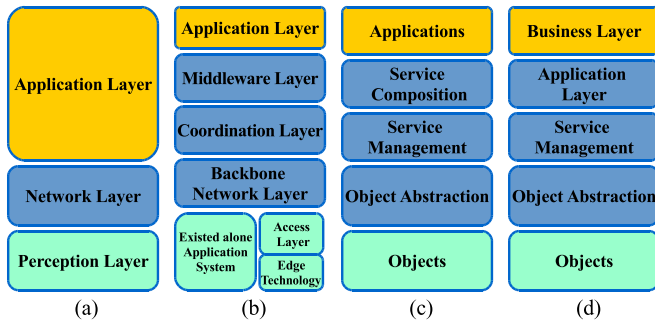 Application Layer
Network Layer
Perception Layer
(a)
Application Layer
Middleware Layer
Coordination Layer
Backbone
Network Layer
Existed alone
Application
System
Access
Layer
Edge
Technology
(b)
Applications
Service
Composition
Service
Management
Object Abstraction
Objects
(c)
Business Layer
Application
Layer
Service
Management
Object Abstraction
Objects
(d)